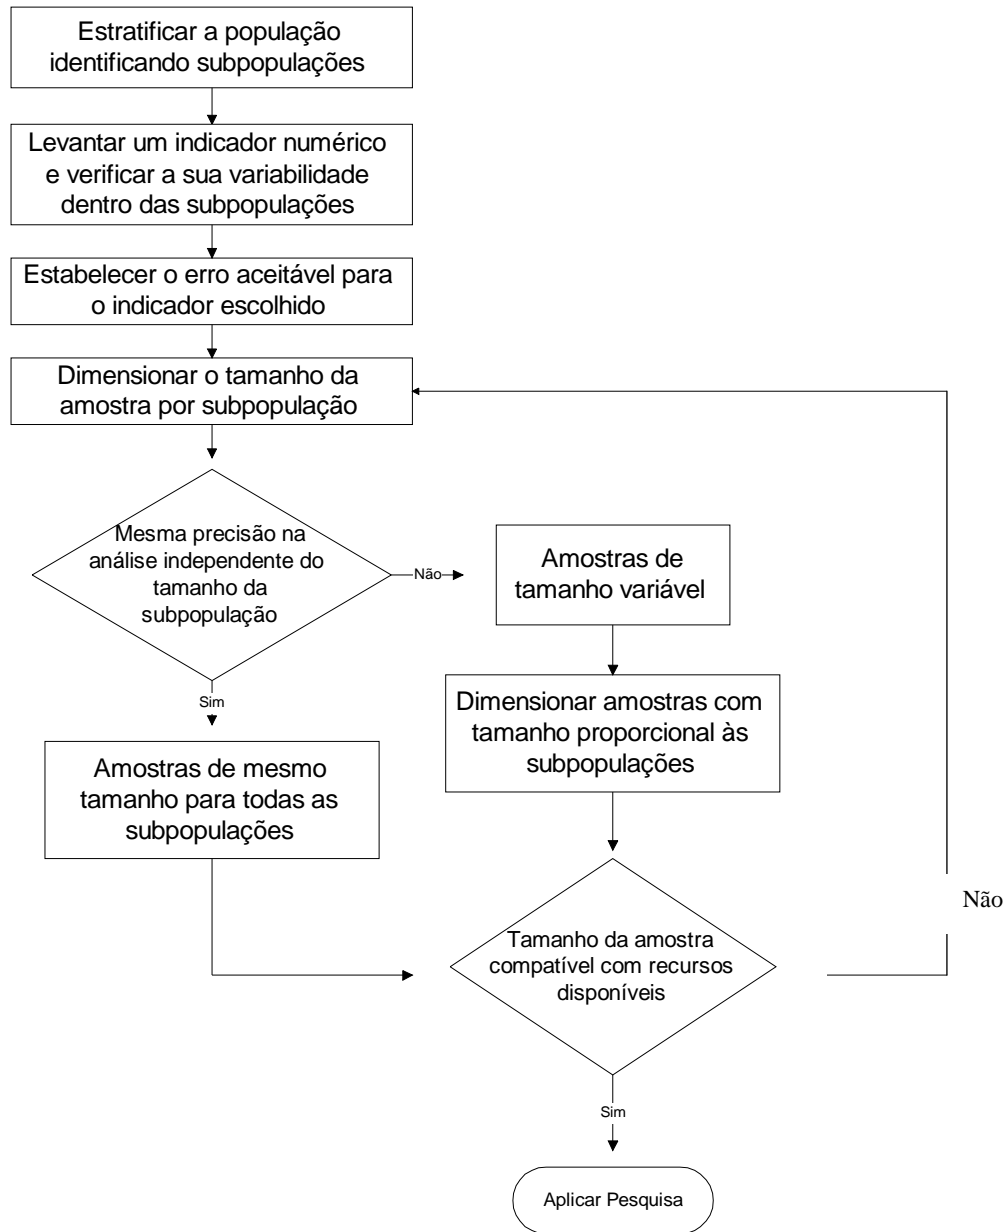 Estratificar a população
identificando subpopulações
Levantar um indicador numérico
e verificar a sua variabilidade
dentro das subpopulações
Estabelecer o erro aceitável para
o indicador escolhido
Dimensionar o tamanho da
amostra por subpopulação
Mesma precisão na
análise independente do
tamanho da
subpopulação
Não
Amostras de
tamanho variável
Sim
Dimensionar amostras com
tamanho proporcional às
subpopulações
Amostras de mesmo
tamanho para todas as
subpopulações
Tamanho da amostra
compatível com recursos
disponíveis
Não
Sim
Aplicar Pesquisa